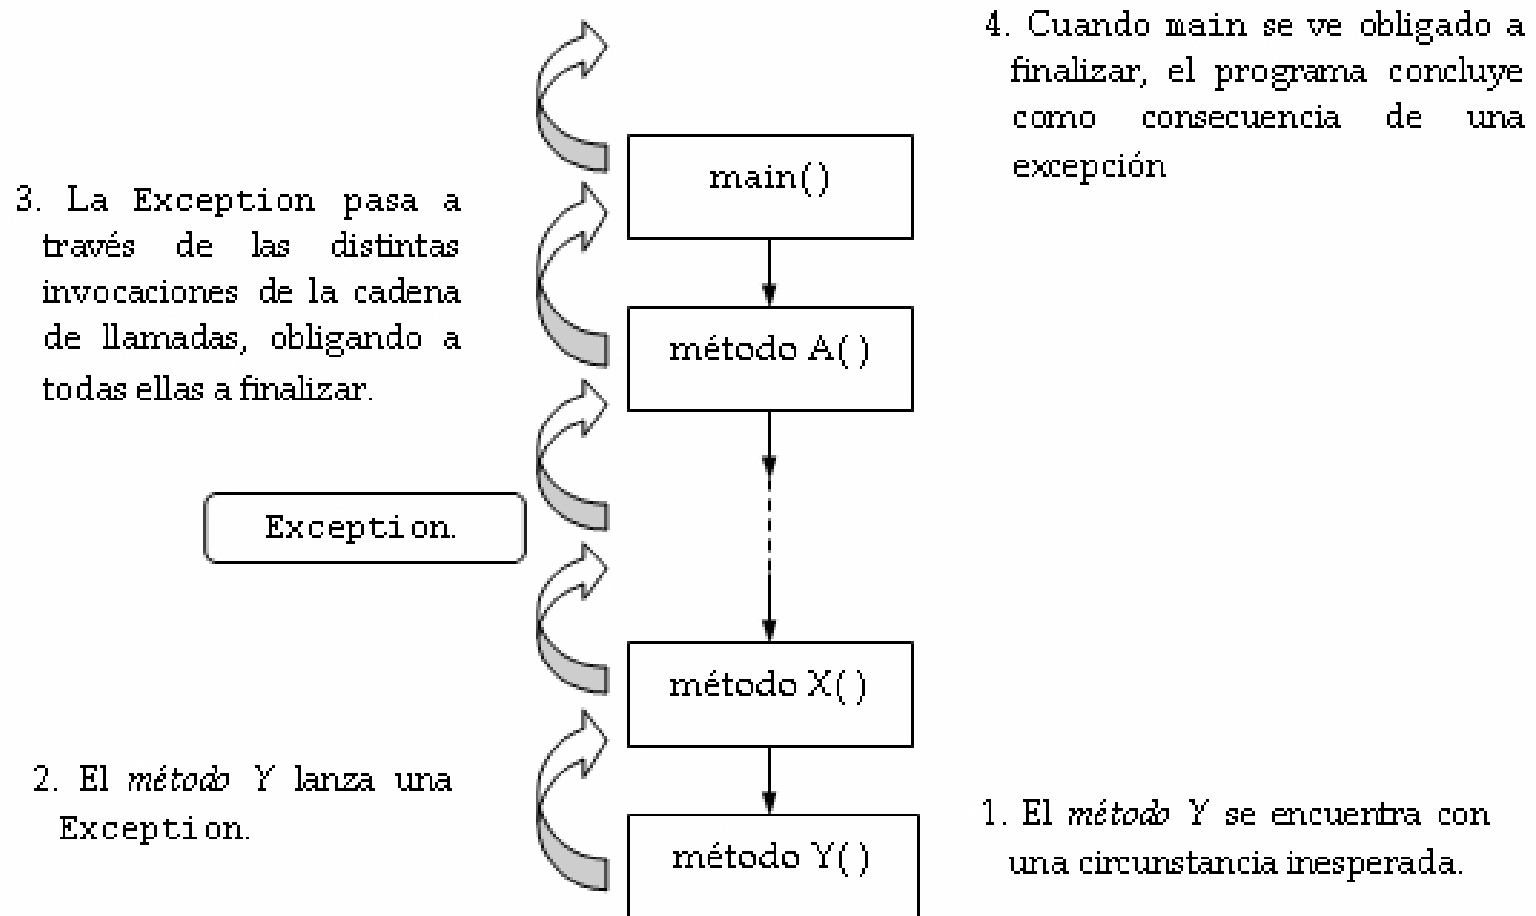 4. Cuando main se ve obligado a
finalizar, el programa concluye
como consecuencia de una
excepción
main()
3. La Exception pasa a
través de las distintas
invocaciones de la cadena
de llamadas, obligando a
todas ellas a finalizar.
método A()
Exception.
método X()
2. El método Y lanza una
Exception.
1. El método Y se encuentra con
una circunstancia inesperada.
método Y()